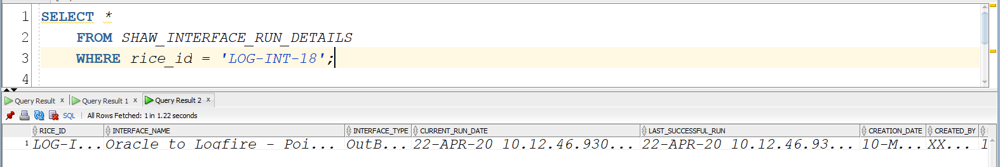 1 SELECT *
2 FROM SHAW_INTERFACE_RUN_DETAILS
3 WHERE rice_id = 'LOG-INT-18';
4
Query Result x Query Result 1 x Query Result 2 x
SQL | All Rows Fetched: 1 in 1.22 seconds
RICE_ID INTERFACE_NAME INTERFACE_TYPE CURRENT_RUN_DATE LAST_SUCCESSFUL_RUN CREATION_DATE CREATED_BY
1 LOG-I... Oracle to Logfire - Poi... OutB... 22-APR-20 10.12.46.930... 22-APR-20 10.12.46.93... 10-M... XX... 1